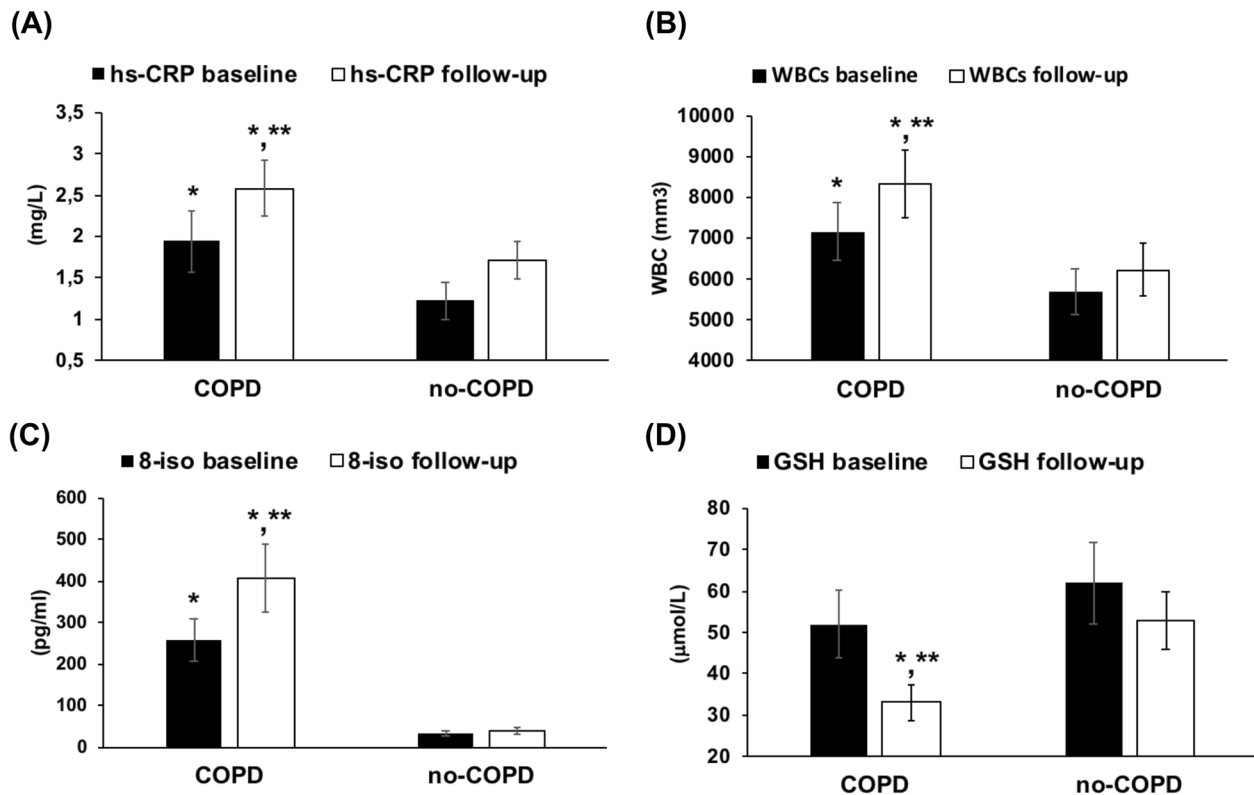 (A)
hs-CRP baseline hs-CRP follow-up
(mg/L)
3,5
3
2,5
2
1,5
1
0,5
*
*,**
COPD no-COPD
(B)
WBCs baseline WBCs follow-up
WBC (mm3)
10000
9000
8000
7000
6000
5000
4000
*
*,**
COPD no-COPD
(C)
8-iso baseline 8-iso follow-up
(pg/ml)
600
500
400
300
200
100
0
*
*,**
COPD no-COPD
(D)
GSH baseline GSH follow-up
(μmol/L)
80
70
60
50
40
30
20
*,**
COPD no-COPD